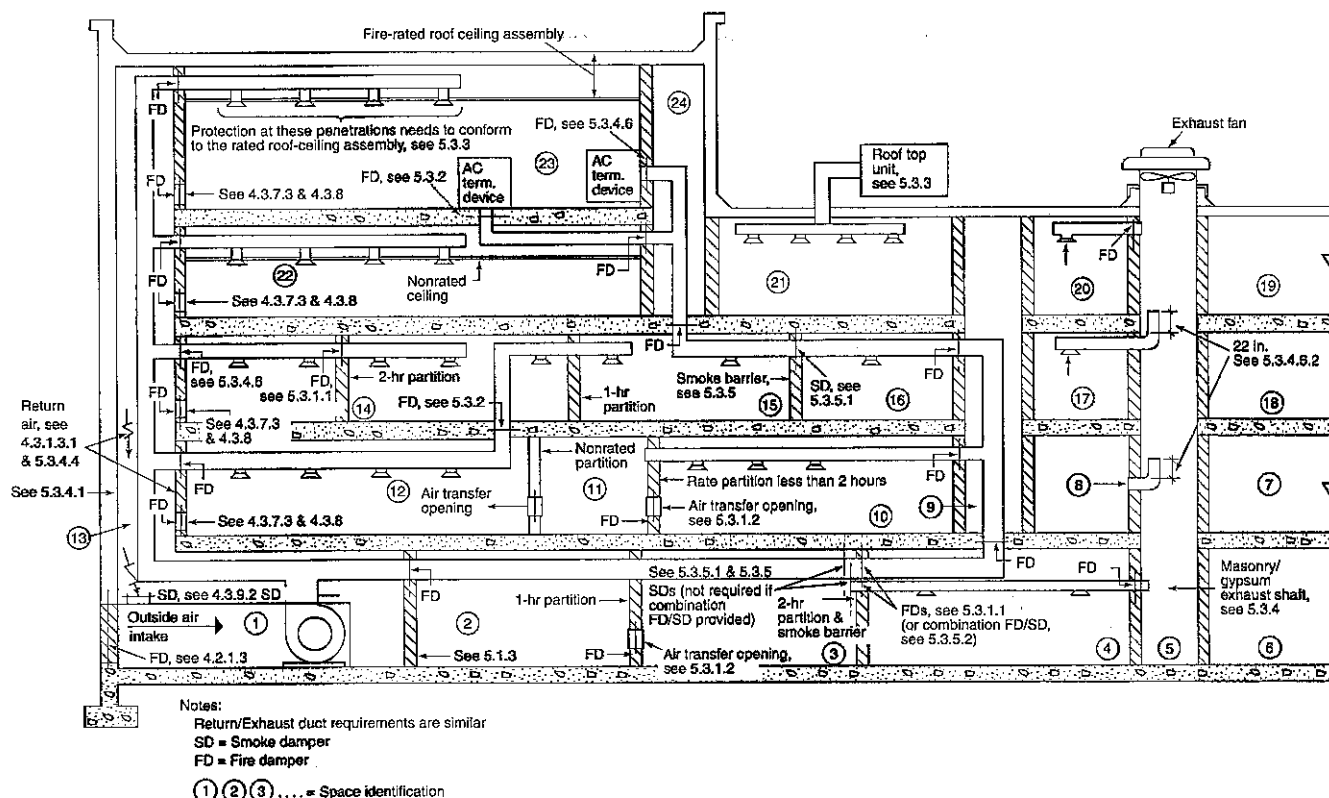 Fire-rated roof ceiling assembly
24
Exhaust fan
FD
Protection at these penetrations needs to conform
to the rated roof-ceiling assembly, see 5.3.3
FD, see 5.3.4.6
23
Roof top
unit,
see 5.3.3
FD
FD, see 5.3.2
AC
term.
device
AC
term.
device
See 4.3.7.3 & 4.3.8
FD
FD
22
Nonrated
ceiling
FD
21
20
FD
19
See 4.3.7.3 & 4.3.8
FD
FD,
see 5.3.4.6
FD,
see 5.3.1.1
2-hr partition
22 in.
See 5.3.4.6.2
Smoke barrier,
see 5.3.5
SD, see
5.3.5.1
14
FD, see 5.3.2
1-hr
partition
15
16
17
18
Return
air, see
4.3.1.3.1
& 5.3.4.4
See 4.3.7.3
& 4.3.8
Nonrated
partition
See 5.3.4.1
FD
12
Air transfer
opening
11
Rate partition less than 2 hours
FD
8
7
See 4.3.7.3 & 4.3.8
FD
Air transfer opening,
see 5.3.1.2
9
10
13
SD, see 4.3.9.2 SD
FD
1-hr partition
See 5.3.5.1 & 5.3.5
SDs (not required if
combination
FD/SD provided)
FD
FD
Masonry/
gypsum
exhaust shaft,
see 5.3.4
Outside air
intake
1
2
2-hr
partition &
smoke barrier
FDs, see 5.3.1.1
(or combination FD/SD,
see 5.3.5.2)
FD, see 4.2.1.3
See 5.1.3
FD
Air transfer opening,
see 5.3.1.2
3
4
5
6
Notes:
Return/Exhaust duct requirements are similar
SD = Smoke damper
FD = Fire damper
1 2 3 .... = Space identification